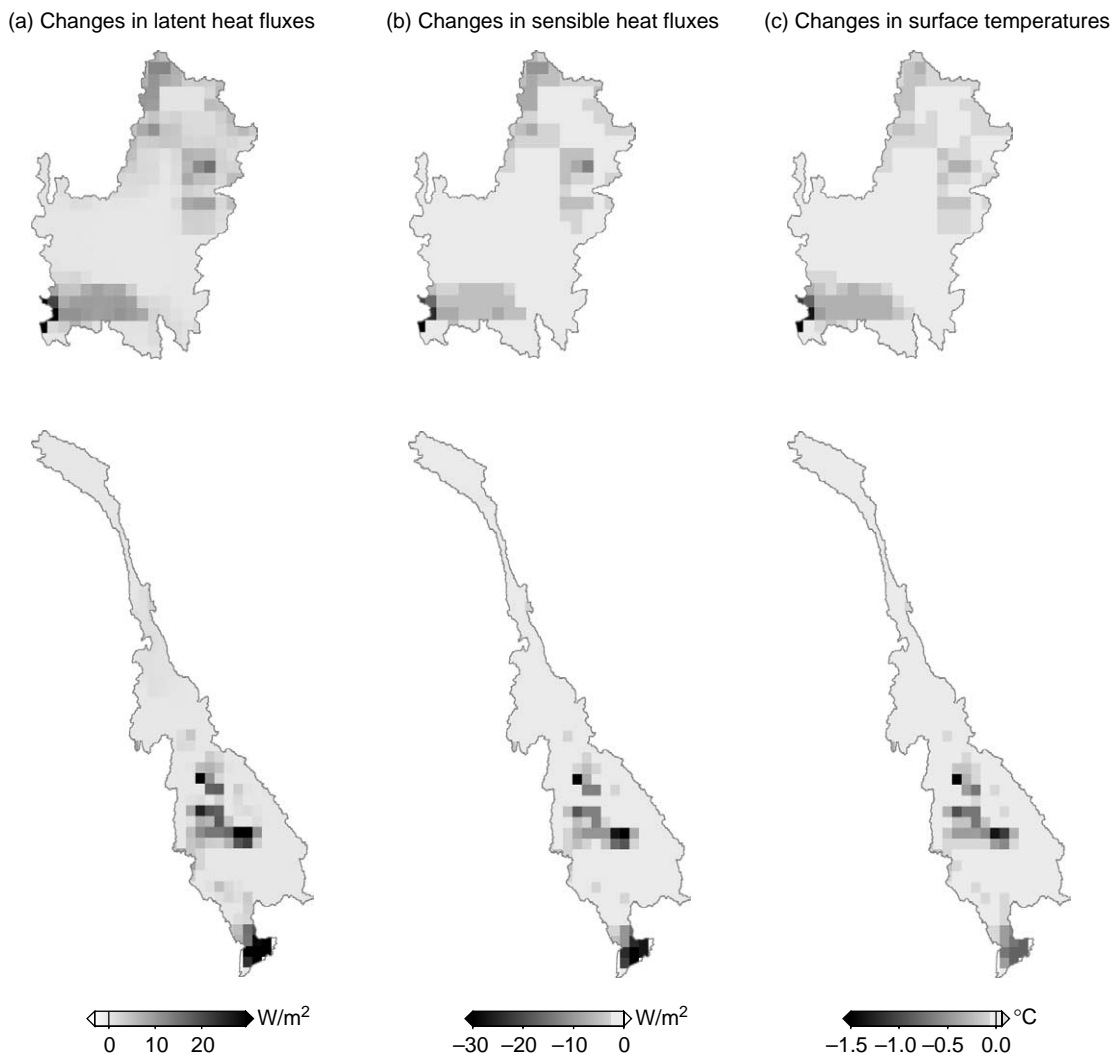 (a) Changes in latent heat fluxes
(b) Changes in sensible heat fluxes
(c) Changes in surface temperatures
W/m²
0 10 20
W/m²
–30 –20 –10 0
°C
–1.5 –1.0 –0.5 0.0